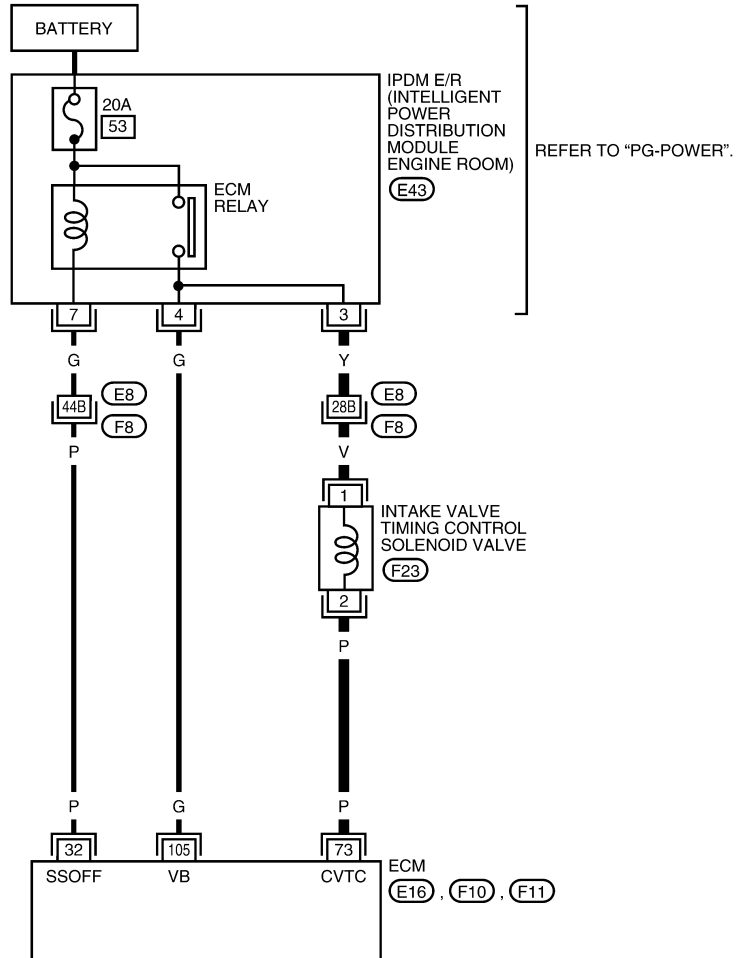 BATTERY
20A
53
IPDM E/R
(INTELLIGENT
POWER
DISTRIBUTION
MODULE
ENGINE ROOM)
E43
REFER TO “PG-POWER”.
ECM
RELAY
7 4 3
G G Y
44B E8
F8
28B E8
F8
P V
1
INTAKE VALVE
TIMING CONTROL
SOLENOID VALVE
F23
2
P
P G P
32 105 73
SSOFF VB CVTC
ECM
E16 , F10 , F11